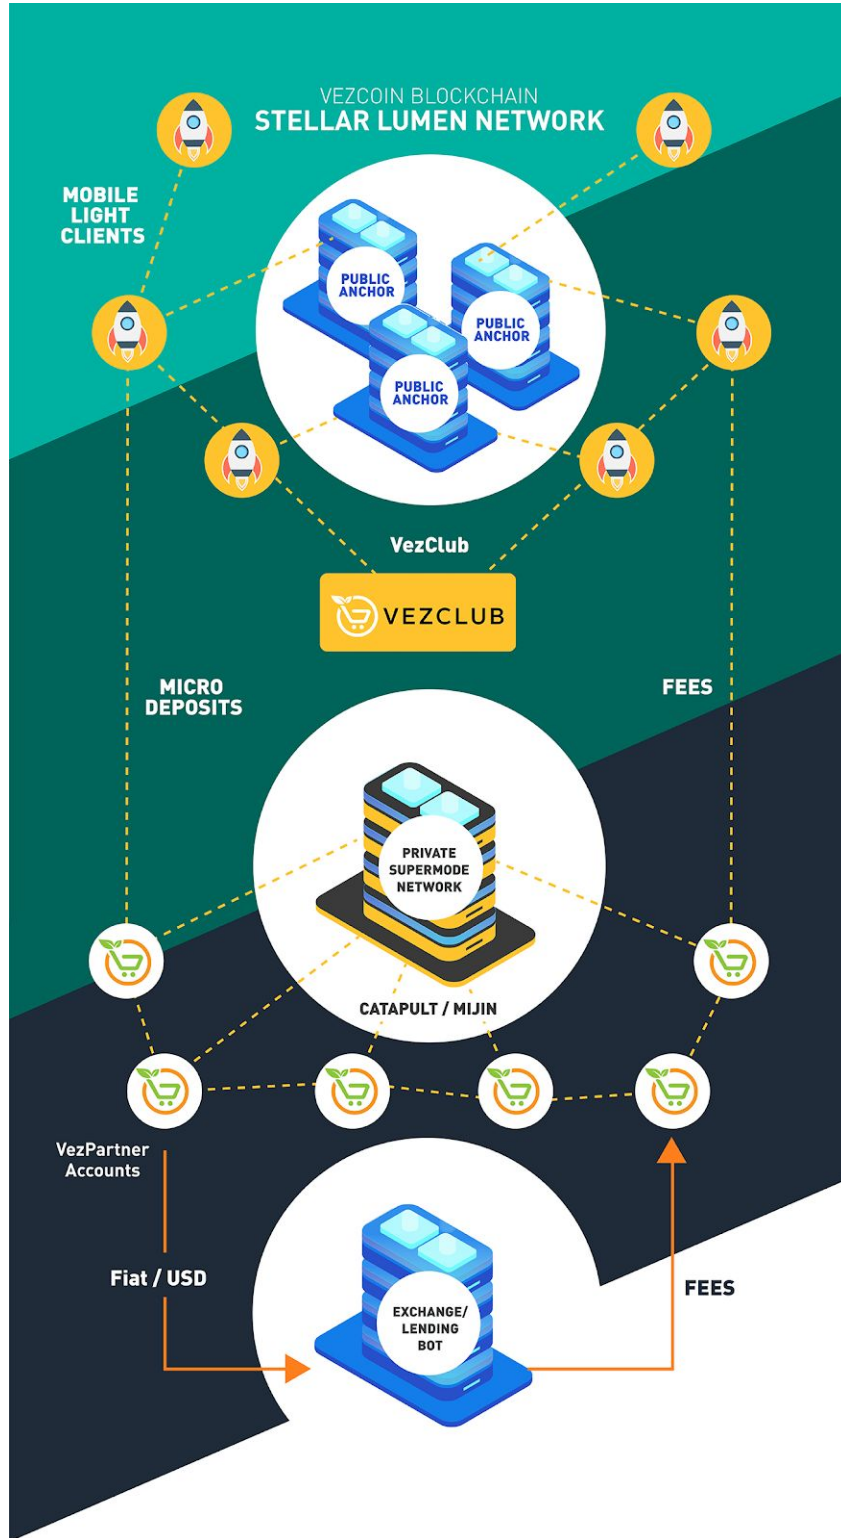 VEZCOIN BLOCKCHAIN
STELLAR LUMEN NETWORK
MOBILE
LIGHT
CLIENTS
PUBLIC
ANCHOR
PUBLIC
ANCHOR
PUBLIC
ANCHOR
VezClub
VEZCLUB
MICRO
DEPOSITS
FEES
PRIVATE
SUPERMODE
NETWORK
CATAPULT / MIJIN
VezPartner
Accounts
Fiat / USD
FEES
EXCHANGE/
LENDING
BOT